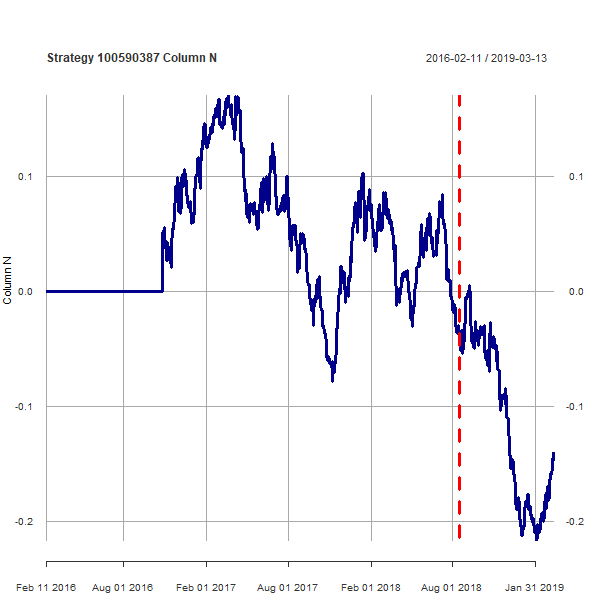 Strategy 100590387 Column N
2016-02-11 / 2019-03-13
Column N
0.1
0.1
0.0
0.0
-0.1
-0.1
-0.2
-0.2
Feb 11 2016
Aug 01 2016
Feb 01 2017
Aug 01 2017
Feb 01 2018
Aug 01 2018
Jan 31 2019